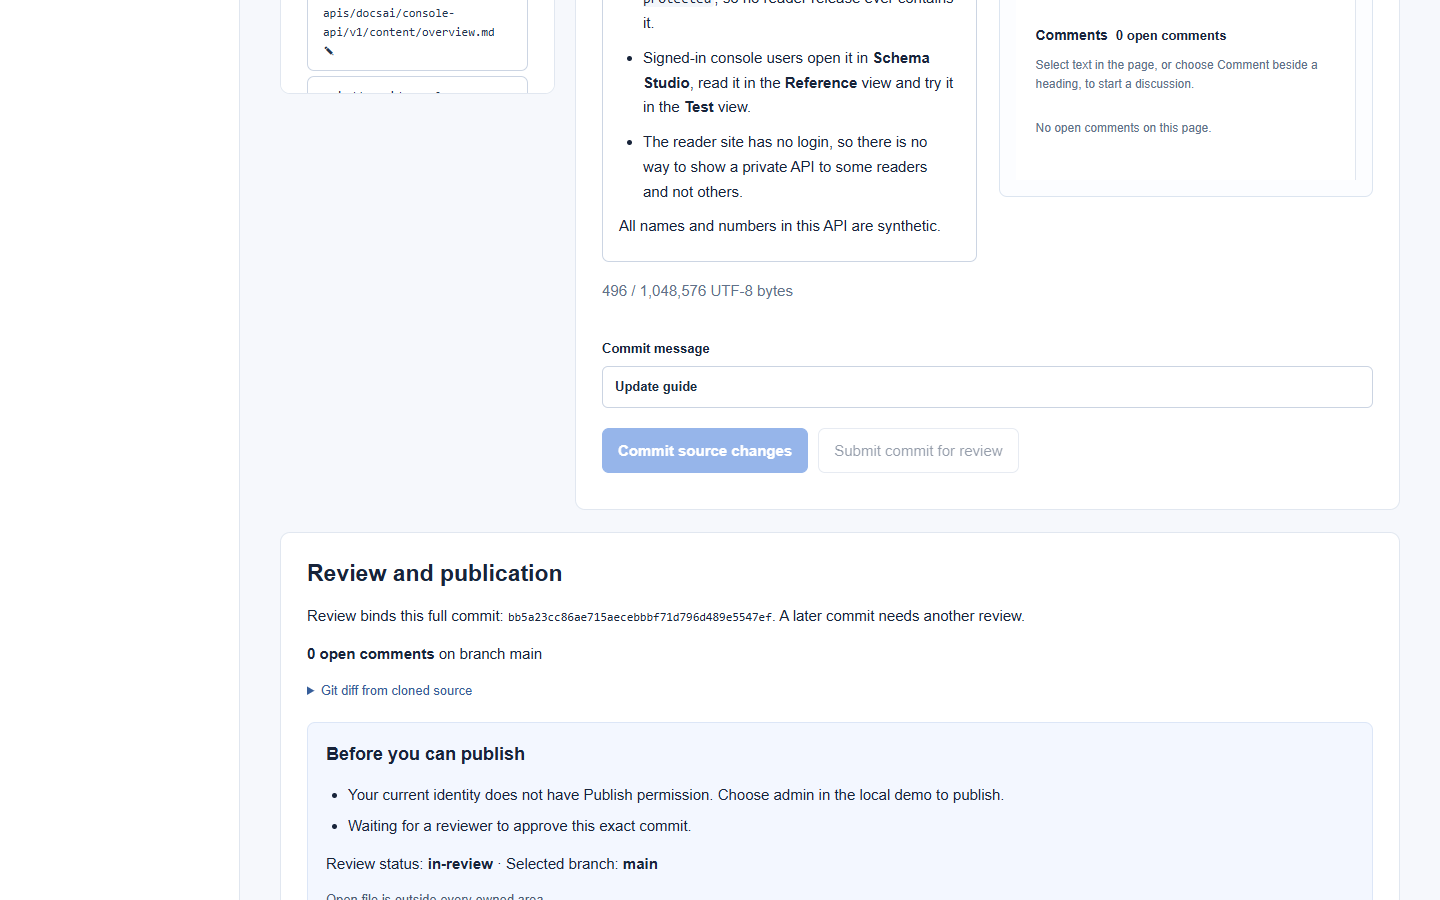 apis/docsai/console-
api/v1/content/overview.md
it.
Signed-in console users open it in Schema
Studio, read it in the Reference view and try it
in the Test view.
The reader site has no login, so there is no
way to show a private API to some readers
and not others.
All names and numbers in this API are synthetic.
496 / 1,048,576 UTF-8 bytes
Comments 0 open comments
Select text in the page, or choose Comment beside a
heading, to start a discussion.
No open comments on this page.
Commit message
Update guide
Commit source changes
Submit commit for review
Review and publication
Review binds this full commit: bb5a23cc86ae715aecebbbf71d796d489e5547ef. A later commit needs another review.
0 open comments on branch main
Git diff from cloned source
Before you can publish
Your current identity does not have Publish permission. Choose admin in the local demo to publish.
Waiting for a reviewer to approve this exact commit.
Review status: in-review · Selected branch: main
Open file is outside every owned area